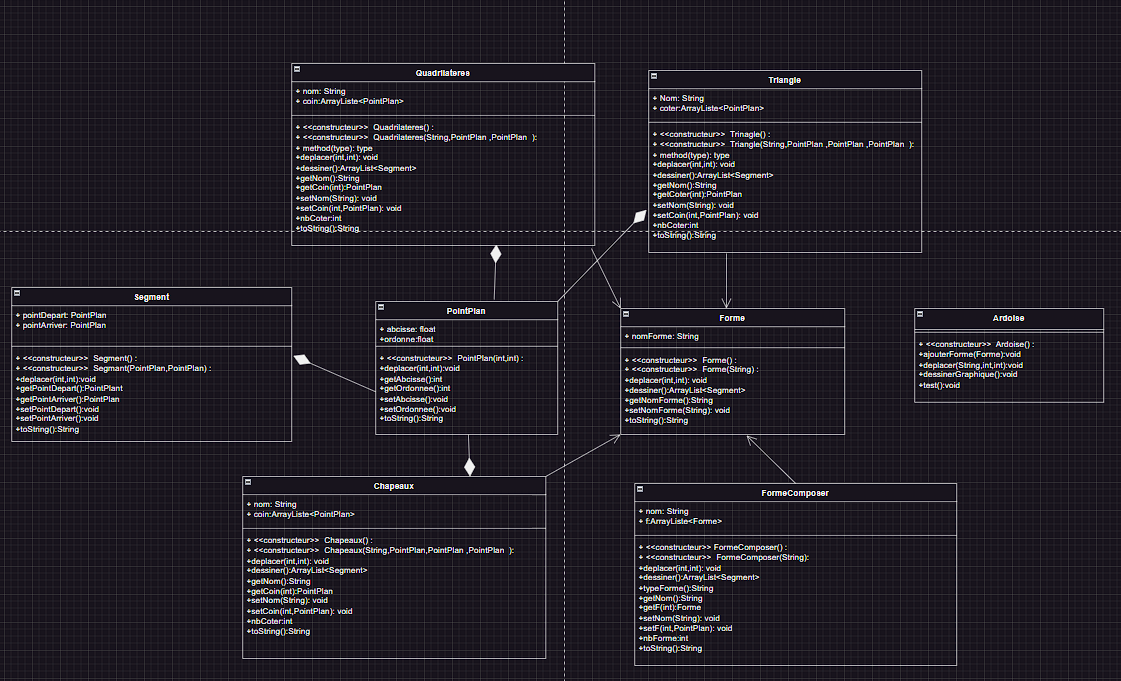 Quadrilateres
+ nom: String
+ coin:ArrayListe<PointPlan>
+ <<constructeur>> Quadrilateres() :
+ <<constructeur>> Quadrilateres(String,PointPlan ,PointPlan ):
+ method(type): type
+deplacer(int,int): void
+dessiner():ArrayList<Segment>
+getNom():String
+getCoin(int):PointPlan
+setNom(String): void
+setCoin(int,PointPlan): void
+nbCoter:int
+toString():String
Triangle
+ Nom: String
+ coter:ArrayListe<PointPlan>
+ <<constructeur>> Trinagle() :
+ <<constructeur>> Triangle(String,PointPlan ,PointPlan ,PointPlan ):
+ method(type): type
+deplacer(int,int): void
+dessiner():ArrayList<Segment>
+getNom():String
+getCoter(int):PointPlan
+setNom(String): void
+setCoin(int,PointPlan): void
+nbCoter:int
+toString():String
Segment
+ pointDepart: PointPlan
+ pointArriver: PointPlan
+ <<constructeur>> Segment() :
+ <<constructeur>> Segmant(PointPlan,PointPlan) :
+deplacer(int,int):void
+getPointDepart():PointPlant
+getPointArriver():PointPlan
+setPointDepart():void
+setPointArriver():void
+toString():String
PointPlan
+ abcisse: float
+ordonne:float
+ <<constructeur>> PointPlan(int,int) :
+deplacer(int,int):void
+getAbcisse():int
+getOrdonnee():int
+setAbcisse():void
+setOrdonnee():void
+toString():String
Forme
+ nomForme: String
+ <<constructeur>> Forme() :
+ <<constructeur>> Forme(String) :
+deplacer(int,int): void
+dessiner():ArrayList<Segment>
+getNomForme():String
+setNomForme(String): void
+toString():String
Ardoise
+ <<constructeur>> Ardoise() :
+ajouterForme(Forme):void
+deplacer(String,int,int):void
+dessinerGraphique():void
+test():void
Chapeaux
+ nom: String
+ coin:ArrayListe<PointPlan>
+ <<constructeur>> Chapeaux() :
+ <<constructeur>> Chapeaux(String,PointPlan,PointPlan ,PointPlan ):
+deplacer(int,int): void
+dessiner():ArrayList<Segment>
+getNom():String
+getCoin(int):PointPlan
+setNom(String): void
+setCoin(int,PointPlan): void
+nbCoter:int
+toString():String
FormeComposer
+ nom: String
+ f:ArrayListe<Forme>
+ <<constructeur>> FormeComposer() :
+ <<constructeur>> FormeComposer(String):
+deplacer(int,int): void
+dessiner():ArrayList<Segment>
+typeForme():String
+getNom():String
+getF(int):Forme
+setNom(String): void
+setF(int,PointPlan): void
+nbForme:int
+toString():String